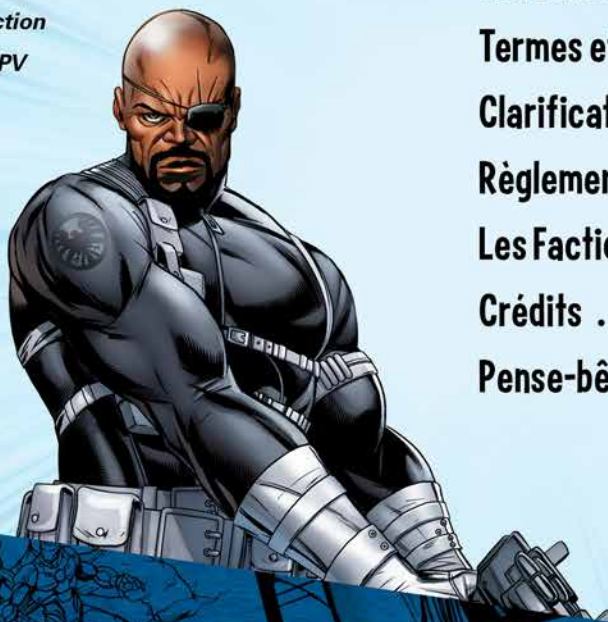 ction
PV
Termes et
Clarificat
Règlemen
Les Factio
Crédits .
Pense-bê